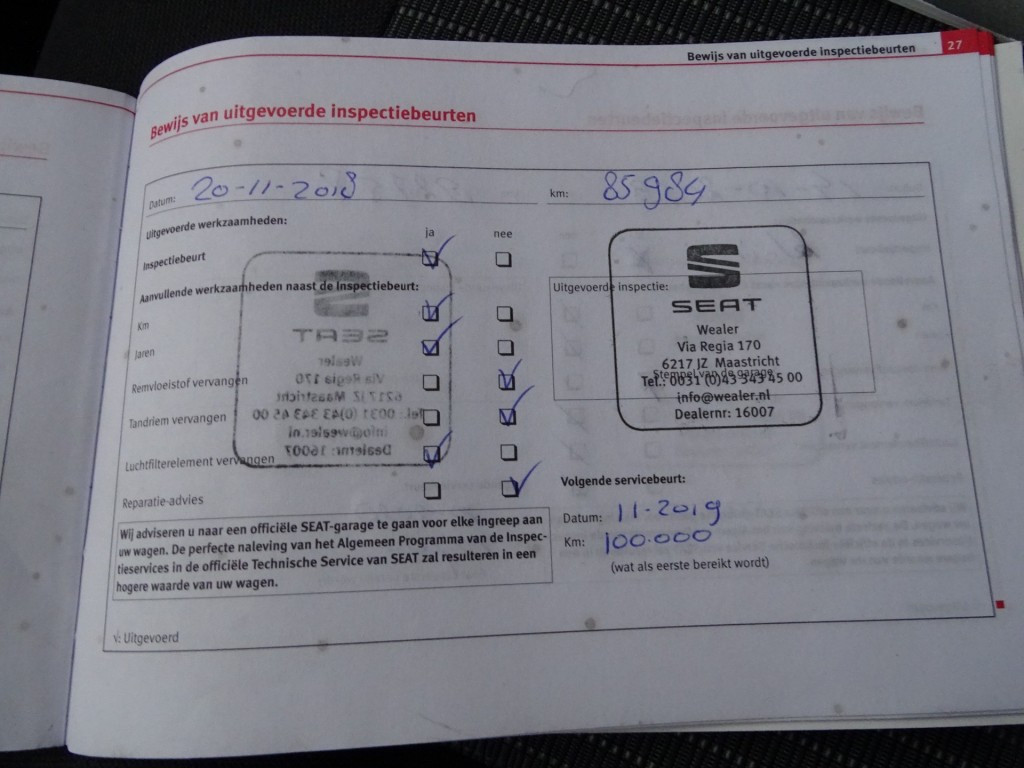 Bewijs van uitgevoerde inspectiebeurten 27
Bewijs van uitgevoerde inspectiebeurten
Datum: 20-11-2018 km: 85984
Uitgevoerde werkzaamheden:
ja nee
Inspectiebeurt
Aanvullende werkzaamheden naast de Inspectiebeurt:
Km
Jaren
Remvloeistof vervangen
Tandriem vervangen
Luchtfilterelement vervangen
Reparatie-advies
Uitgevoerde inspectie:
SEAT
Wealer
Via Regia 170
6217 JZ Maastricht
Stempel van de garage
Tel.: 0031 (0)43 343 45 00
info@wealer.nl
Dealernr: 16007
Volgende servicebeurt:
Datum: 11-2019
Km: 100.000
(wat als eerste bereikt wordt)
Wij adviseren u naar een officiële SEAT-garage te gaan voor elke ingreep aan
uw wagen. De perfecte naleving van het Algemeen Programma van de Inspec-
tieservices in de officiële Technische Service van SEAT zal resulteren in een
hogere waarde van uw wagen.
√: Uitgevoerd